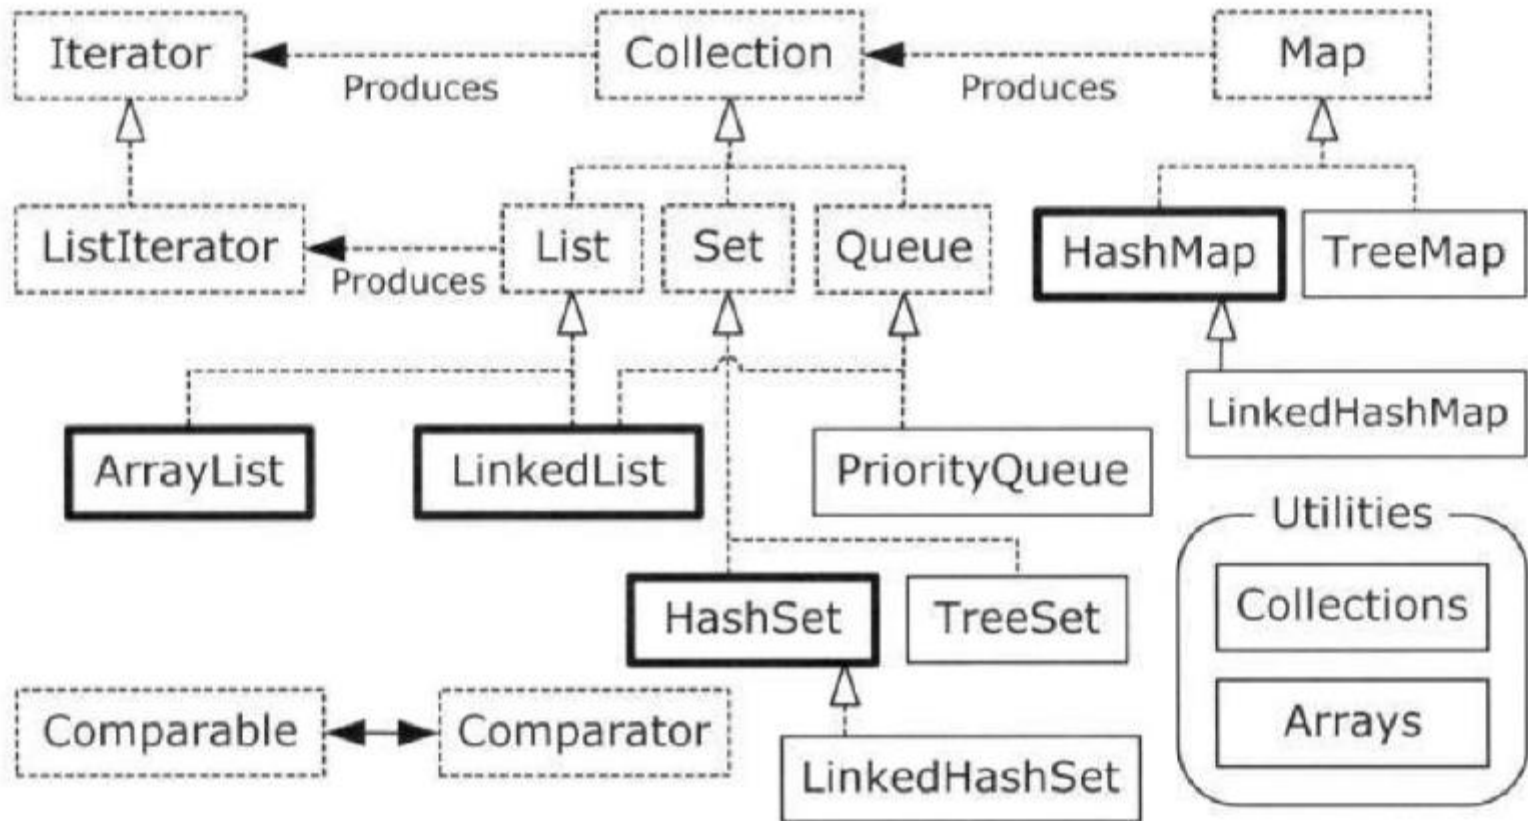 Iterator
Produces
Collection
Produces
Map
ListIterator
Produces
List
Set
Queue
HashMap
TreeMap
LinkedHashMap
ArrayList
LinkedList
PriorityQueue
Utilities
Collections
Arrays
HashSet
TreeSet
Comparable
Comparator
LinkedHashSet